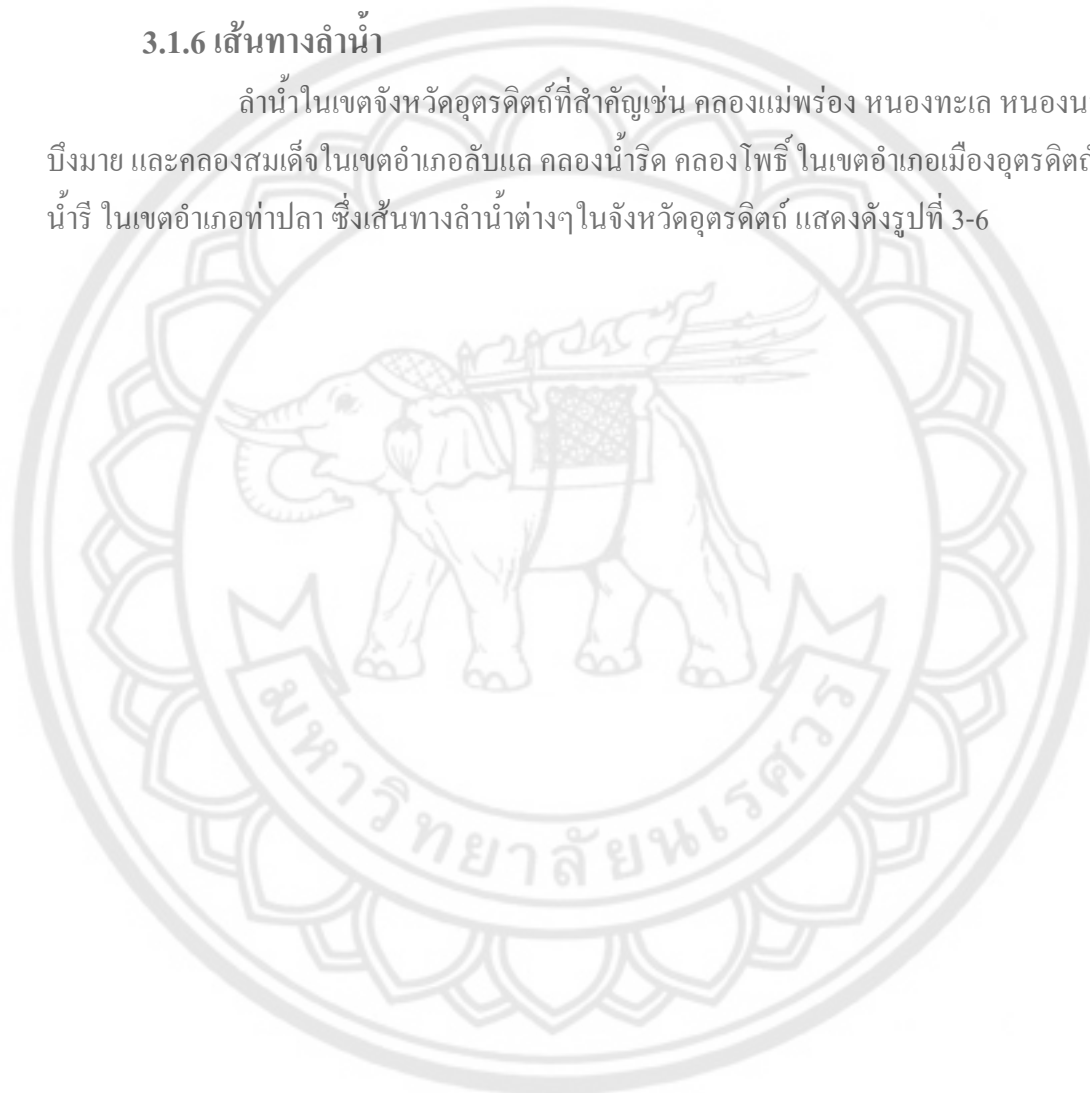 3.1.6 เส้นทางลำน้ำ
ลำน้ำในเขตจังหวัดอุตรดิตถ์ที่สำคัญเช่น คลองแม่พร่อง หนองทะเล
บึงมาย และคลองสมเด็จในเขตอำเภอลับแล คลองน้ำริด คลองโพธิ์ ในเขตอำเภอเมืองอุตรดิตถ์
น้ำรี ในเขตอำเภอท่าปลา ซึ่งเส้นทางลำน้ำต่างๆในจังหวัดอุตรดิตถ์ แสดงดังรูปที่ 3-6
มหาวิทยาลัยนเรศวร